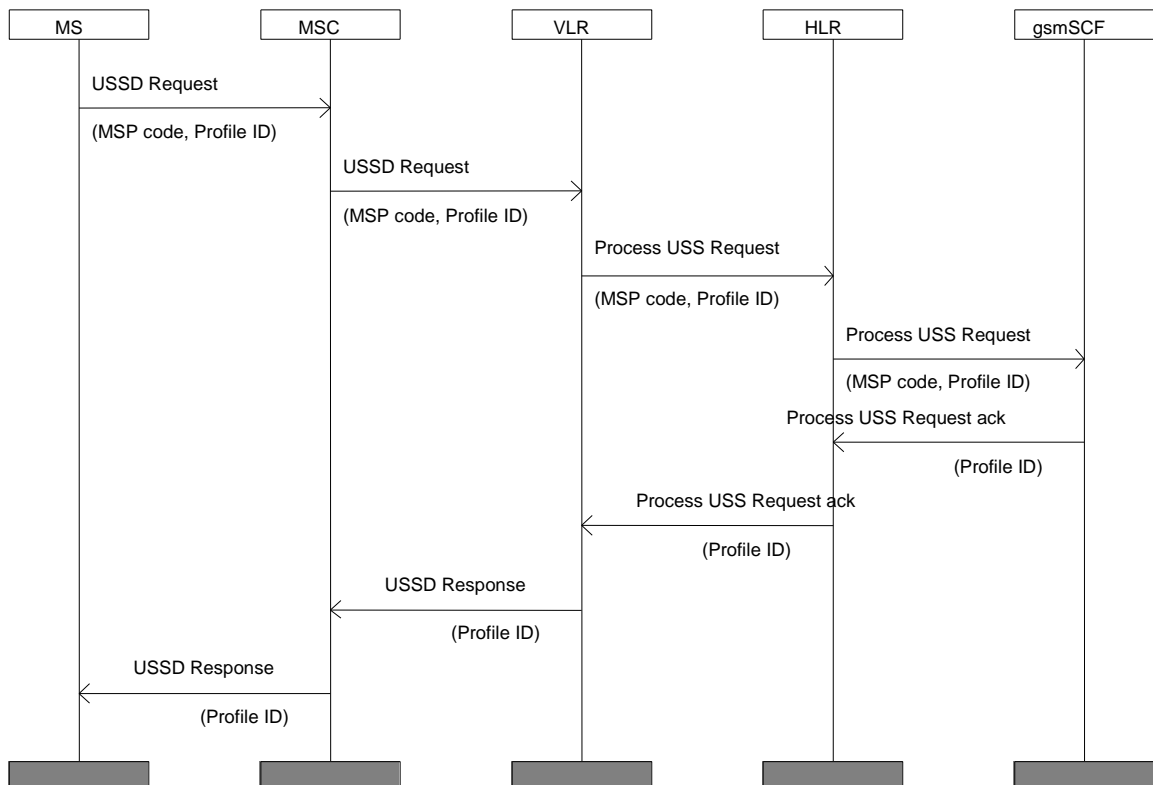 MS
MSC
VLR
HLR
gsmSCF
USSD Request
(MSP code, Profile ID)
USSD Request
(MSP code, Profile ID)
Process USS Request
(MSP code, Profile ID)
Process USS Request
(MSP code, Profile ID)
Process USS Request ack
(Profile ID)
Process USS Request ack
(Profile ID)
USSD Response
(Profile ID)
USSD Response
(Profile ID)